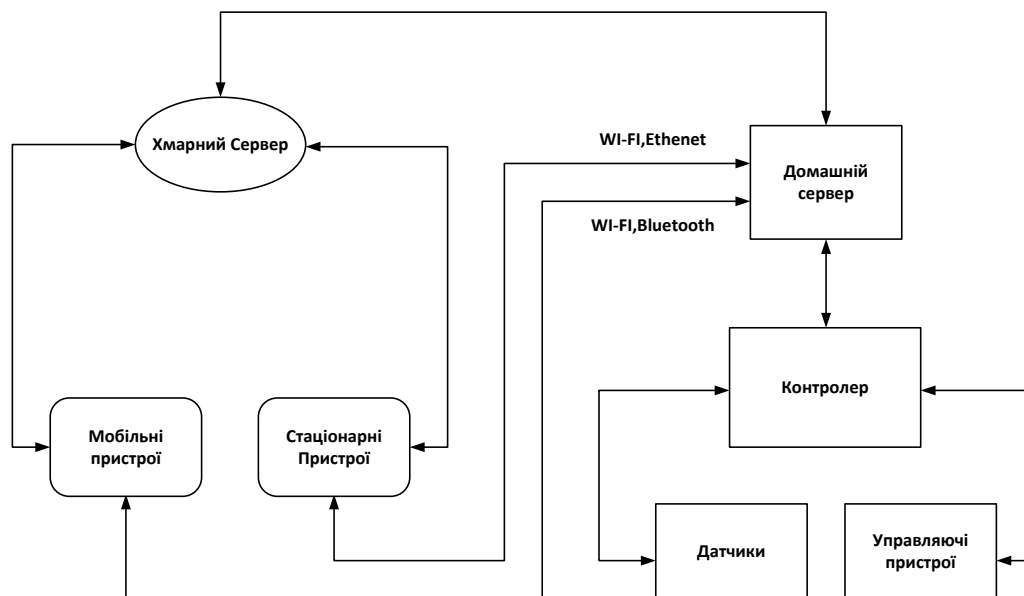 Хмарний Сервер
WI-FI,Ethenet
Домашній
сервер
WI-FI,Bluetooth
Контролер
Мобільні
пристрої
Стаціонарні
Пристрої
Датчики
Управляючі
пристрої